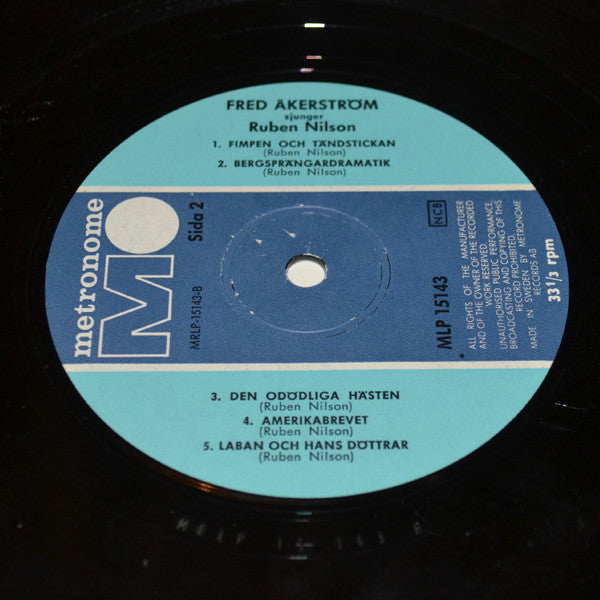 FRED ÅKERSTRÖM
sjunger
Ruben Nilson
1. FIMPEN OCH TÄNDSTICKAN
(Ruben Nilson)
2. BERGSPRÄNGARDRAMATIK
(Ruben Nilson)
metronome
M
Sida 2
MRLP-15143-B
NCB
MLP 15143
ALL RIGHTS OF THE MANUFACTURER
AND OF THE OWNER OF THE RECORDED
WORK RESERVED.
UNAUTHORISED PUBLIC PERFORMANCE,
BROADCASTING AND COPYING OF THIS
RECORD PROHIBITED.
MADE IN SWEDEN BY METRONOME
RECORDS AB
33 1/3 rpm
3. DEN ODÖDLIGA HÄSTEN
(Ruben Nilson)
4. AMERIKABREVET
(Ruben Nilson)
5. LABAN OCH HANS DÖTTRAR
(Ruben Nilson)